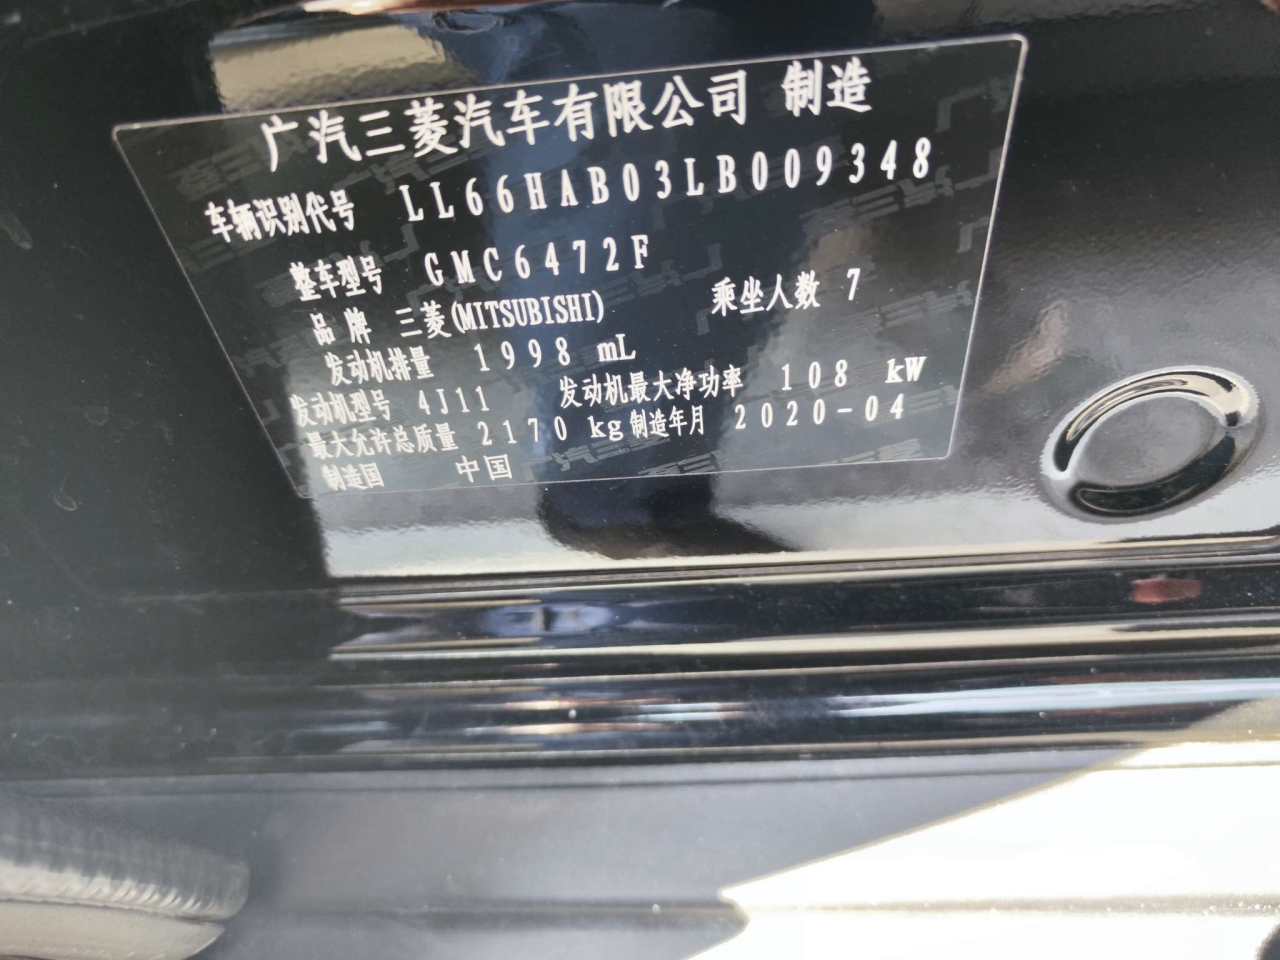 广汽三菱汽车有限公司 制造
车辆识别代号 LL66HAB03LB009348
整车型号 GMC6472F
品牌 三菱(MITSUBISHI) 乘坐人数 7
发动机排量 1998 mL
发动机型号 4J11 发动机最大净功率 108 kW
最大允许总质量 2170 kg 制造年月 2020-04
制造国 中国